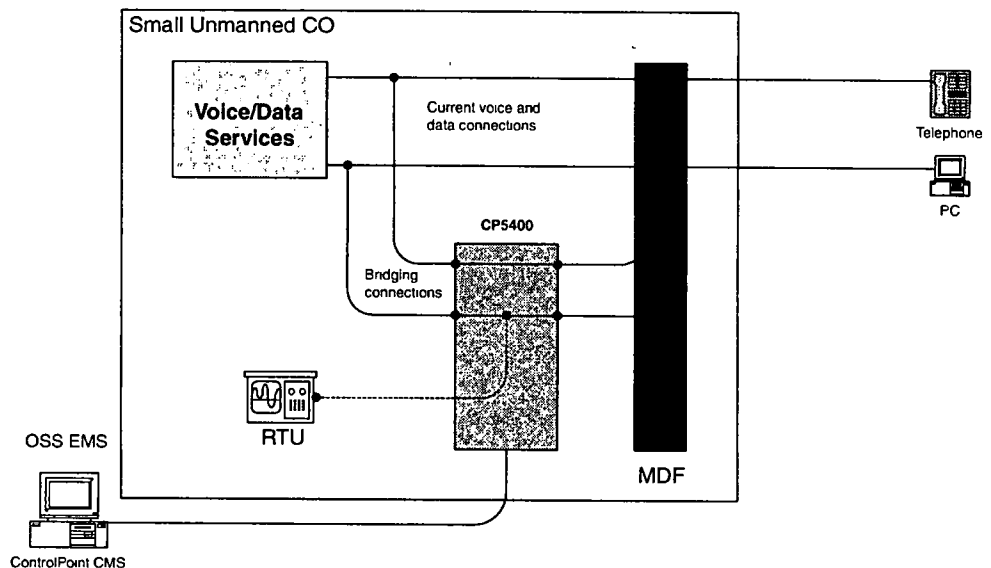 Small Unmanned CO
Voice/Data
Services
Current voice and
data connections
Telephone
PC
CP5400
Bridging
connections
RTU
OSS EMS
MDF
ControlPoint CMS